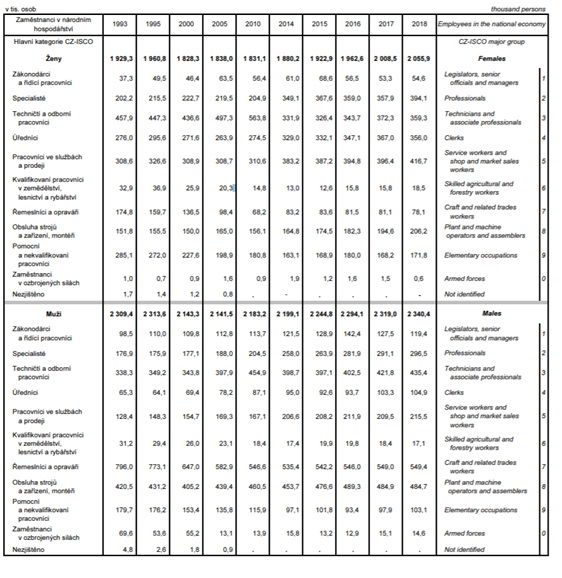 v tis. osob thousand persons
Zaměstnanci v národním hospodářství 1993 1995 2000 2005 2010 2014 2015 2016 2017 2018 Employees in the national economy
Hlavní kategorie CZ-ISCO CZ-ISCO major group
Ženy 1 929,3 1 960,8 1 828,3 1 838,0 1 831,1 1 880,2 1 922,9 1 962,6 2 008,5 2 055,9 Females
Zákonodárci a řídící pracovníci 37,3 49,5 46,4 63,5 56,4 61,0 68,6 56,5 53,3 54,6 Legislators, senior officials and managers 1
Specialisté 202,2 215,5 222,7 219,5 204,9 349,1 367,6 359,0 357,9 394,1 Professionals 2
Techničtí a odborní pracovníci 457,9 447,3 436,6 497,3 563,8 331,9 326,4 343,7 372,3 359,3 Technicians and associate professionals 3
Úředníci 276,0 295,6 271,6 263,9 274,5 329,0 332,1 347,1 367,0 356,0 Clerks 4
Pracovníci ve službách a prodeji 308,6 326,6 308,9 308,7 310,6 383,2 387,2 394,8 396,4 416,7 Service workers and shop and market sales workers 5
Kvalifikovaní pracovníci v zemědělství, lesnictví a rybářství 32,9 36,9 25,9 20,3 14,8 13,0 12,6 15,8 15,8 18,5 Skilled agricultural and forestry workers 6
Řemeslníci a opraváři 174,8 159,7 136,5 98,4 68,2 83,2 83,6 81,5 81,1 78,1 Craft and related trades workers 7
Obsluha strojů a zařízení, montéři 151,8 155,5 150,0 165,0 156,1 164,8 174,5 182,3 194,6 206,2 Plant and machine operators and assemblers 8
Pomocní a nekvalifikovaní pracovníci 285,1 272,0 227,6 198,9 180,8 163,1 168,9 180,0 168,2 171,8 Elementary occupations 9
Zaměstnanci v ozbrojených silách 1,0 0,7 0,9 1,6 0,9 1,9 1,2 1,6 1,5 0,6 Armed forces 0
Nezjištěno 1,7 1,4 1,2 0,8 - - - - - - Not identified
Muži 2 309,4 2 313,6 2 143,3 2 141,5 2 183,2 2 199,1 2 244,8 2 294,1 2 319,0 2 340,4 Males
Zákonodárci a řídící pracovníci 98,5 110,0 109,8 112,8 113,7 121,5 128,9 142,4 127,5 119,4 Legislators, senior officials and managers 1
Specialisté 176,9 175,9 177,1 188,0 204,5 258,0 263,9 281,9 291,1 296,5 Professionals 2
Techničtí a odborní pracovníci 338,3 349,2 343,8 397,9 454,9 398,7 397,1 402,5 421,8 435,4 Technicians and associate professionals 3
Úředníci 65,3 64,1 69,4 78,2 87,1 95,0 92,6 93,7 103,3 104,9 Clerks 4
Pracovníci ve službách a prodeji 128,4 148,3 154,7 169,3 167,1 206,6 208,2 211,9 209,5 215,5 Service workers and shop and market sales workers 5
Kvalifikovaní pracovníci v zemědělství, lesnictví a rybářství 31,2 29,4 26,0 23,1 18,4 17,4 19,9 19,8 18,4 17,1 Skilled agricultural and forestry workers 6
Řemeslníci a opraváři 796,0 773,1 647,0 582,9 546,6 535,4 542,2 546,0 549,0 549,4 Craft and related trades workers 7
Obsluha strojů a zařízení, montéři 420,5 431,2 405,2 439,4 460,5 453,7 476,6 489,3 484,9 484,7 Plant and machine operators and assemblers 8
Pomocní a nekvalifikovaní pracovníci 179,7 176,2 153,4 135,8 115,9 97,1 101,8 93,4 97,9 103,1 Elementary occupations 9
Zaměstnanci v ozbrojených silách 69,6 53,6 55,2 13,1 13,9 15,8 13,2 12,9 15,1 14,6 Armed forces 0
Nezjištěno 4,8 2,6 1,8 0,9 - - - - - - Not identified